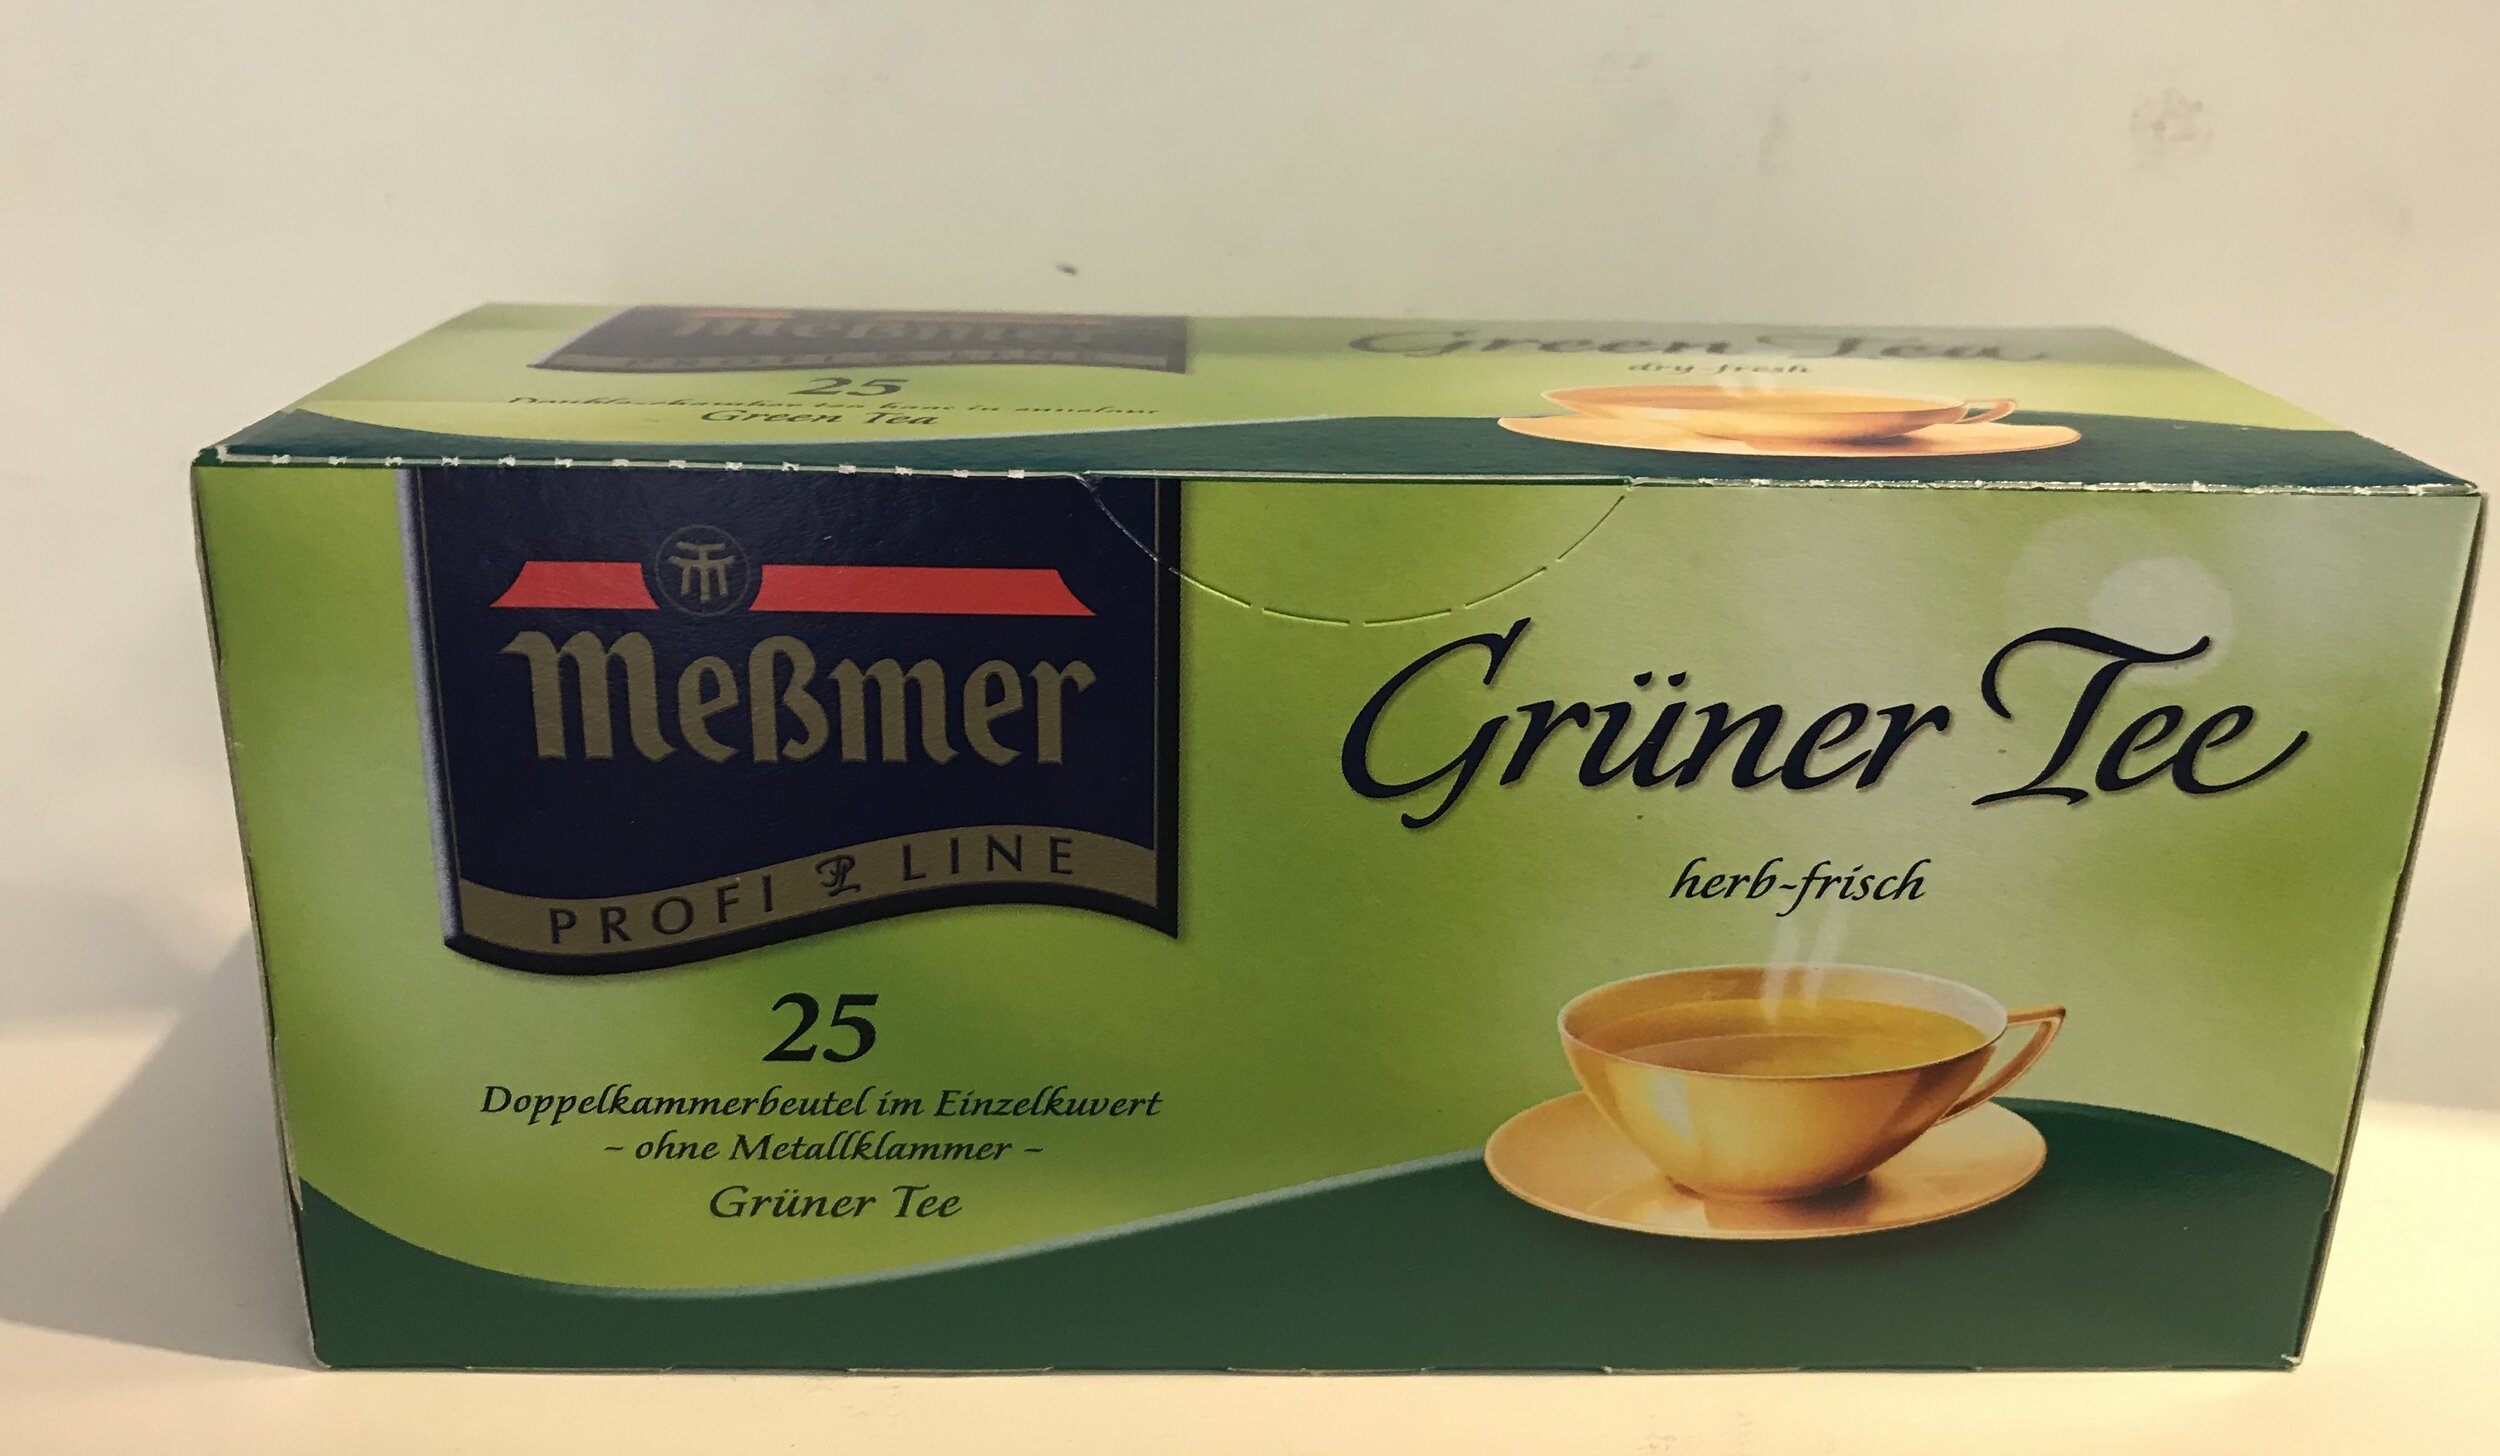 Meßmer
25
Green Tea
Green Tea
dry-fresh
Meßmer
PROFI PL LINE
25
Doppelkammerbeutel im Einzelkuvert
- ohne Metallklammer -
Grüner Tee
Grüner Tee
herb-frisch